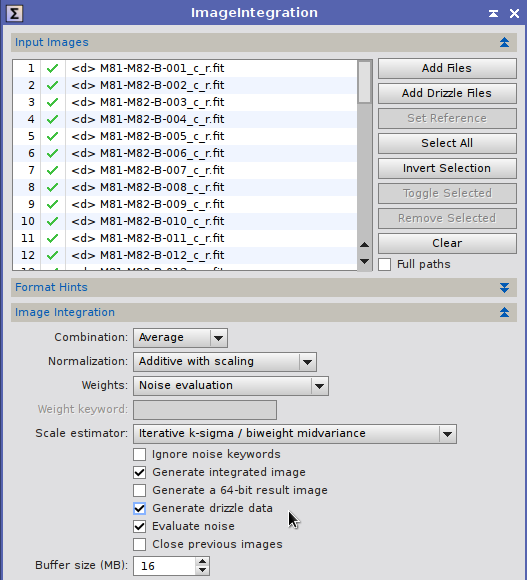 Σ ImageIntegration
Input Images
1 <d> M81-M82-B-001_c_r.fit
2 <d> M81-M82-B-002_c_r.fit
3 <d> M81-M82-B-003_c_r.fit
4 <d> M81-M82-B-004_c_r.fit
5 <d> M81-M82-B-005_c_r.fit
6 <d> M81-M82-B-006_c_r.fit
7 <d> M81-M82-B-007_c_r.fit
8 <d> M81-M82-B-008_c_r.fit
9 <d> M81-M82-B-009_c_r.fit
10 <d> M81-M82-B-010_c_r.fit
11 <d> M81-M82-B-011_c_r.fit
12 <d> M81-M82-B-012_c_r.fit
Add Files
Add Drizzle Files
Set Reference
Select All
Invert Selection
Toggle Selected
Remove Selected
Clear
Full paths
Format Hints
Image Integration
Combination: Average
Normalization: Additive with scaling
Weights: Noise evaluation
Weight keyword:
Scale estimator: Iterative k-sigma / biweight midvariance
Ignore noise keywords
Generate integrated image
Generate a 64-bit result image
Generate drizzle data
Evaluate noise
Close previous images
Buffer size (MB): 16